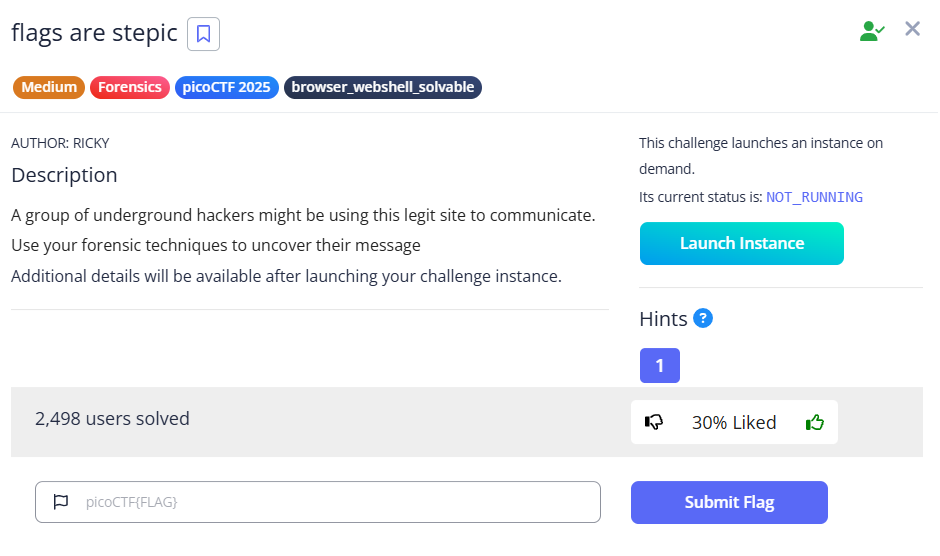 flags are stepic
Medium Forensics picoCTF 2025 browser_webshell_solvable
AUTHOR: RICKY
Description
A group of underground hackers might be using this legit site to communicate.
Use your forensic techniques to uncover their message
Additional details will be available after launching your challenge instance.
This challenge launches an instance on
demand.
Its current status is: NOT_RUNNING
Launch Instance
Hints ?
1
2,498 users solved
30% Liked
picoCTF{FLAG}
Submit Flag